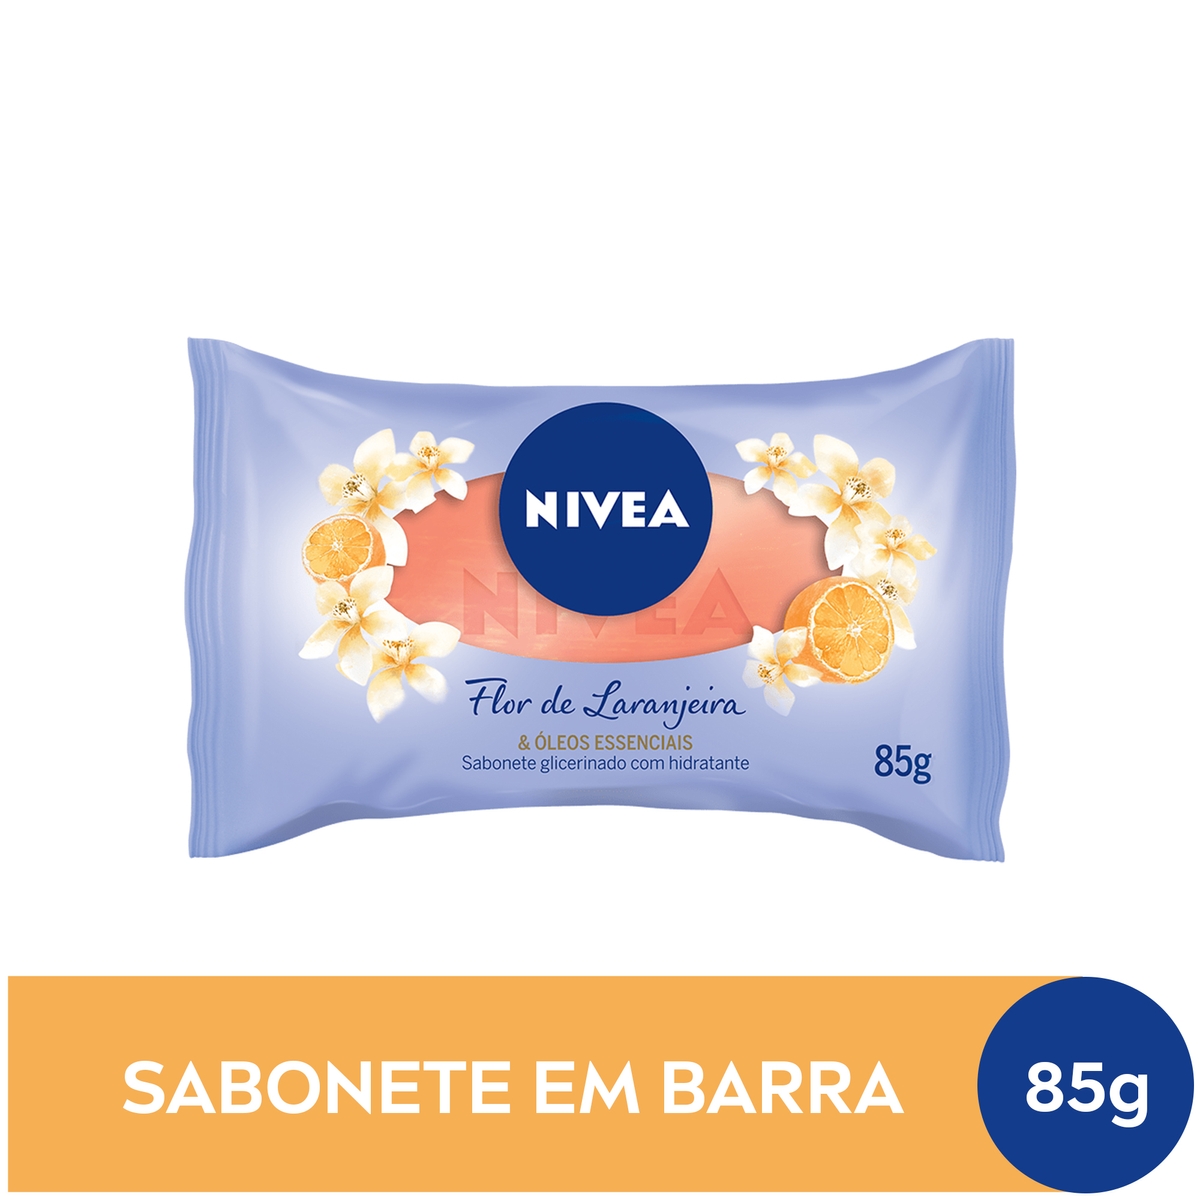 NIVEA
NIVEA
Flor de Laranjeira
& ÓLEOS ESSENCIAIS
Sabonete glicerinado com hidratante
85g
SABONETE EM BARRA
85g